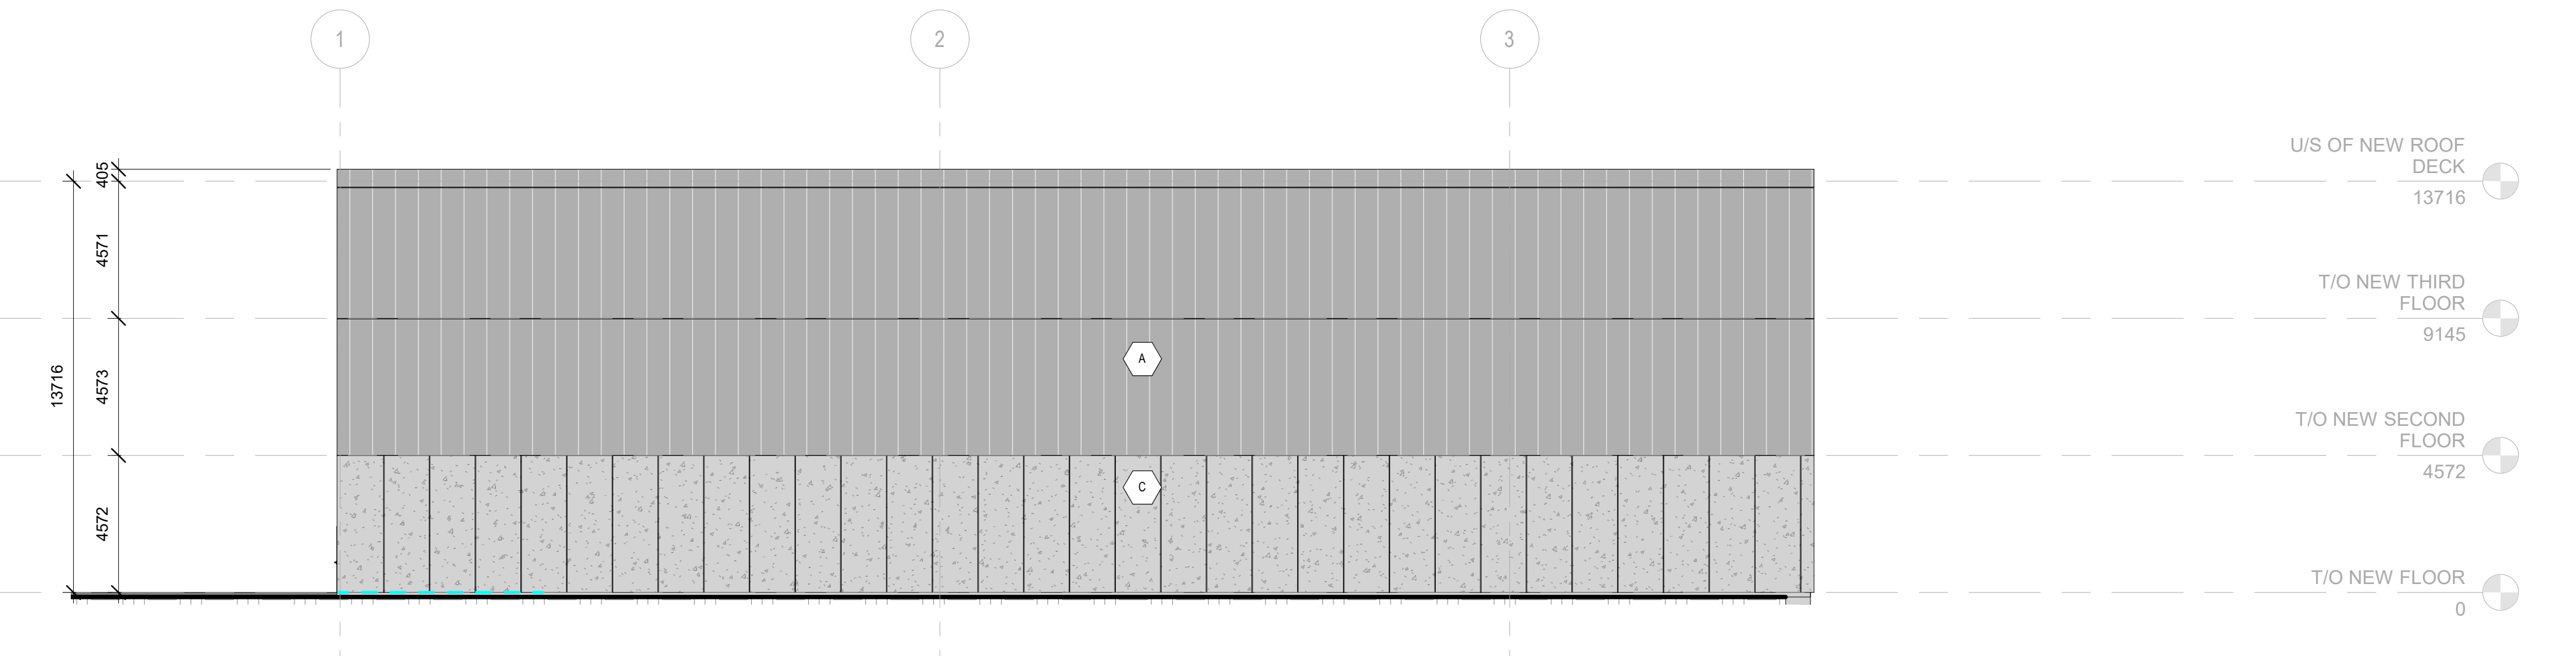 1
2
3
U/S OF NEW ROOF
DECK
13716
405
4571
T/O NEW THIRD
FLOOR
9145
A
13716
4573
T/O NEW SECOND
FLOOR
4572
C
4572
T/O NEW FLOOR
0